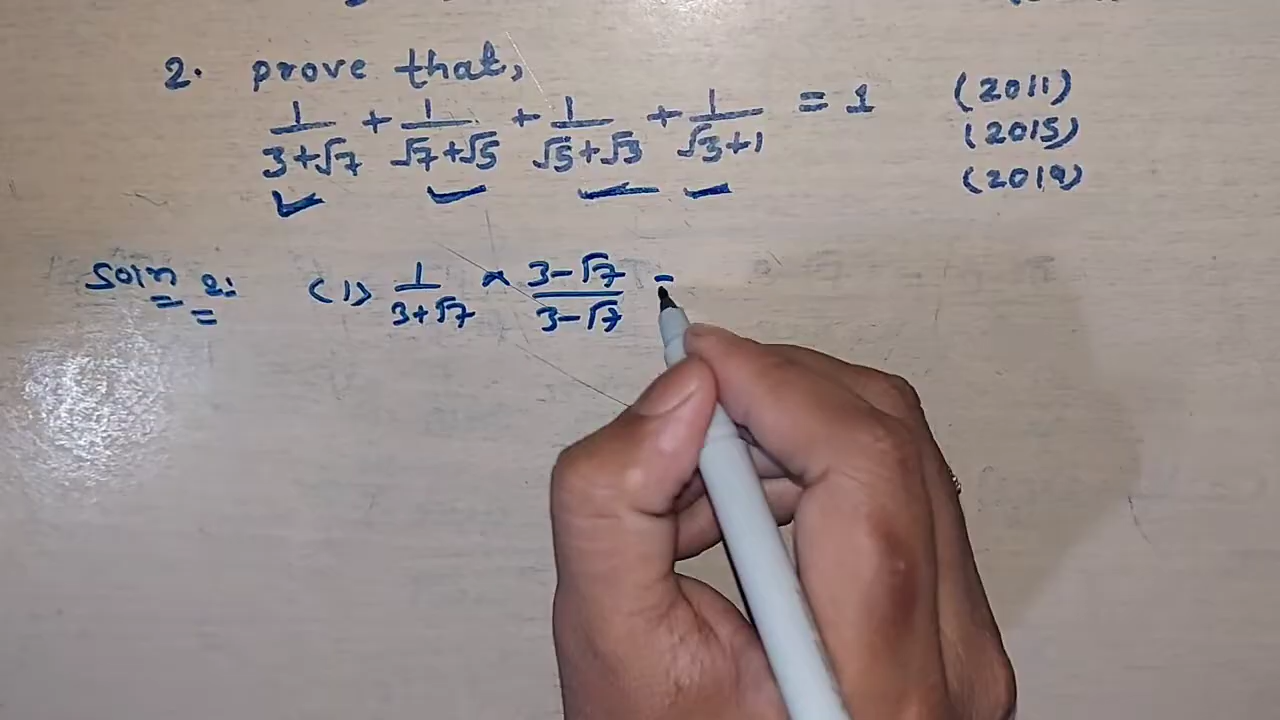 2. prove that,
1/(3+√7) + 1/(√7+√5) + 1/(√5+√3) + 1/(√3+1) = 1
(2011)
(2015)
(2019)
Soln 2: (1) 1/(3+√7) × (3-√7)/(3-√7) =